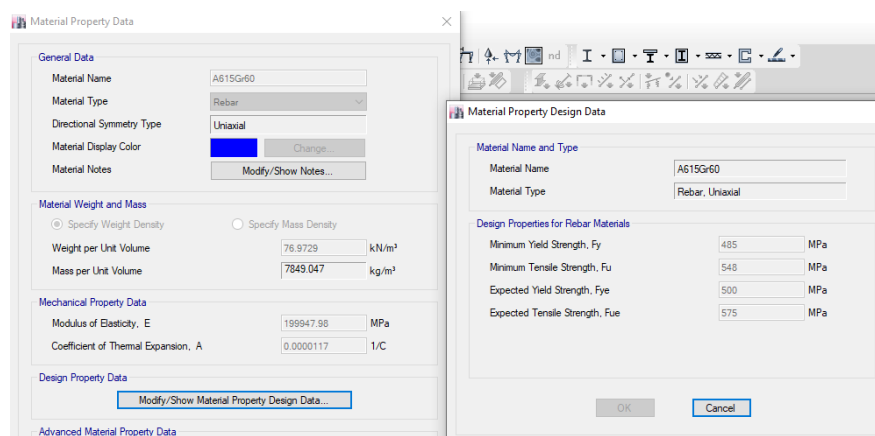 Material Property Data
General Data
Material Name A615Gr60
Material Type Rebar
Directional Symmetry Type Uniaxial
Material Display Color Change...
Material Notes Modify/Show Notes...
Material Weight and Mass
Specify Weight Density Specify Mass Density
Weight per Unit Volume 76.9729 kN/m³
Mass per Unit Volume 7849.047 kg/m³
Mechanical Property Data
Modulus of Elasticity, E 199947.98 MPa
Coefficient of Thermal Expansion, A 0.0000117 1/C
Design Property Data
Modify/Show Material Property Design Data...
Advanced Material Property Data
nd
Material Property Design Data
Material Name and Type
Material Name A615Gr60
Material Type Rebar, Uniaxial
Design Properties for Rebar Materials
Minimum Yield Strength, Fy 485 MPa
Minimum Tensile Strength, Fu 548 MPa
Expected Yield Strength, Fye 500 MPa
Expected Tensile Strength, Fue 575 MPa
OK Cancel